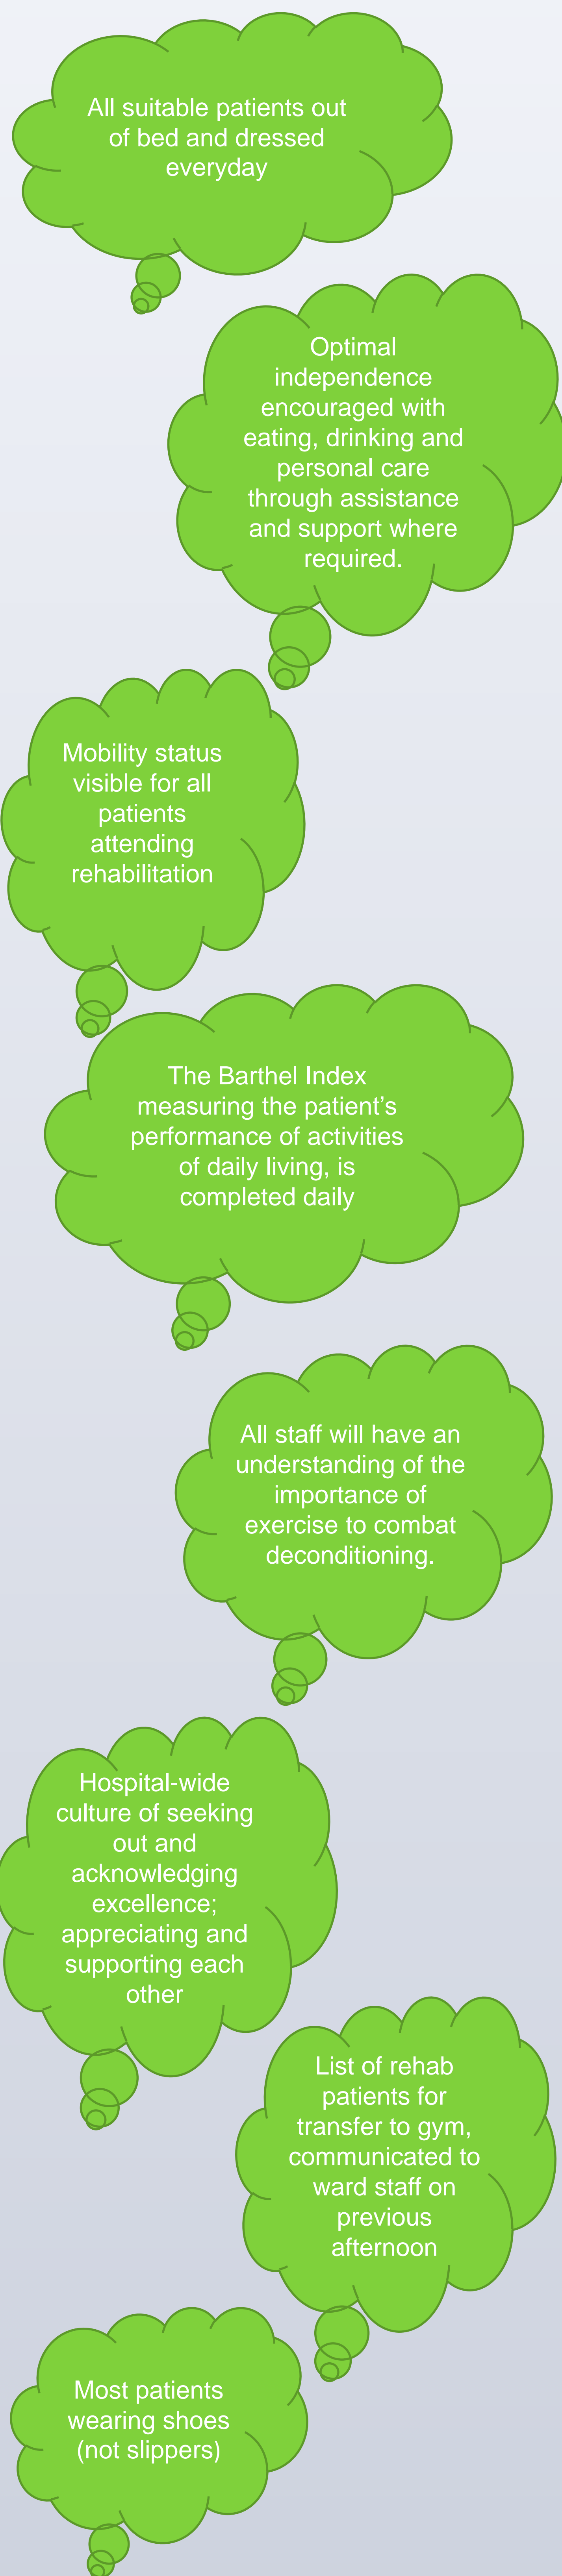 All suitable patients out
of bed and dressed
everyday
Optimal
independence
encouraged with
eating, drinking and
personal care
through assistance
and support where
required.
Mobility status
visible for all
patients
attending
rehabilitation
The Barthel Index
measuring the patient's
performance of activities
of daily living, is
completed daily
All staff will have an
understanding of the
importance of
exercise to combat
deconditioning.
Hospital-wide
culture of seeking
out and
acknowledging
excellence;
appreciating and
supporting each
other
List of rehab
patients for
transfer to gym,
communicated to
ward staff on
previous
afternoon
Most patients
wearing shoes
(not slippers)